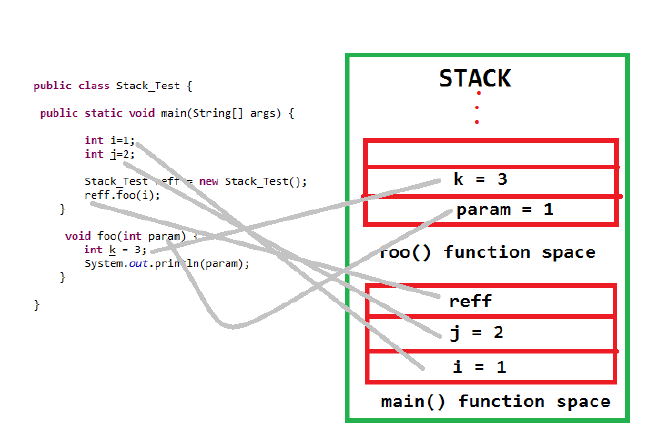 public class Stack_Test {
public static void main(String[] args) {
int i=1;
int j=2;
Stack_Test reff = new Stack_Test();
reff.foo(i);
}
void foo(int param) {
int k = 3;
System.out.println(param);
}
}
STACK
k = 3
param = 1
foo() function space
reff
j = 2
i = 1
main() function space